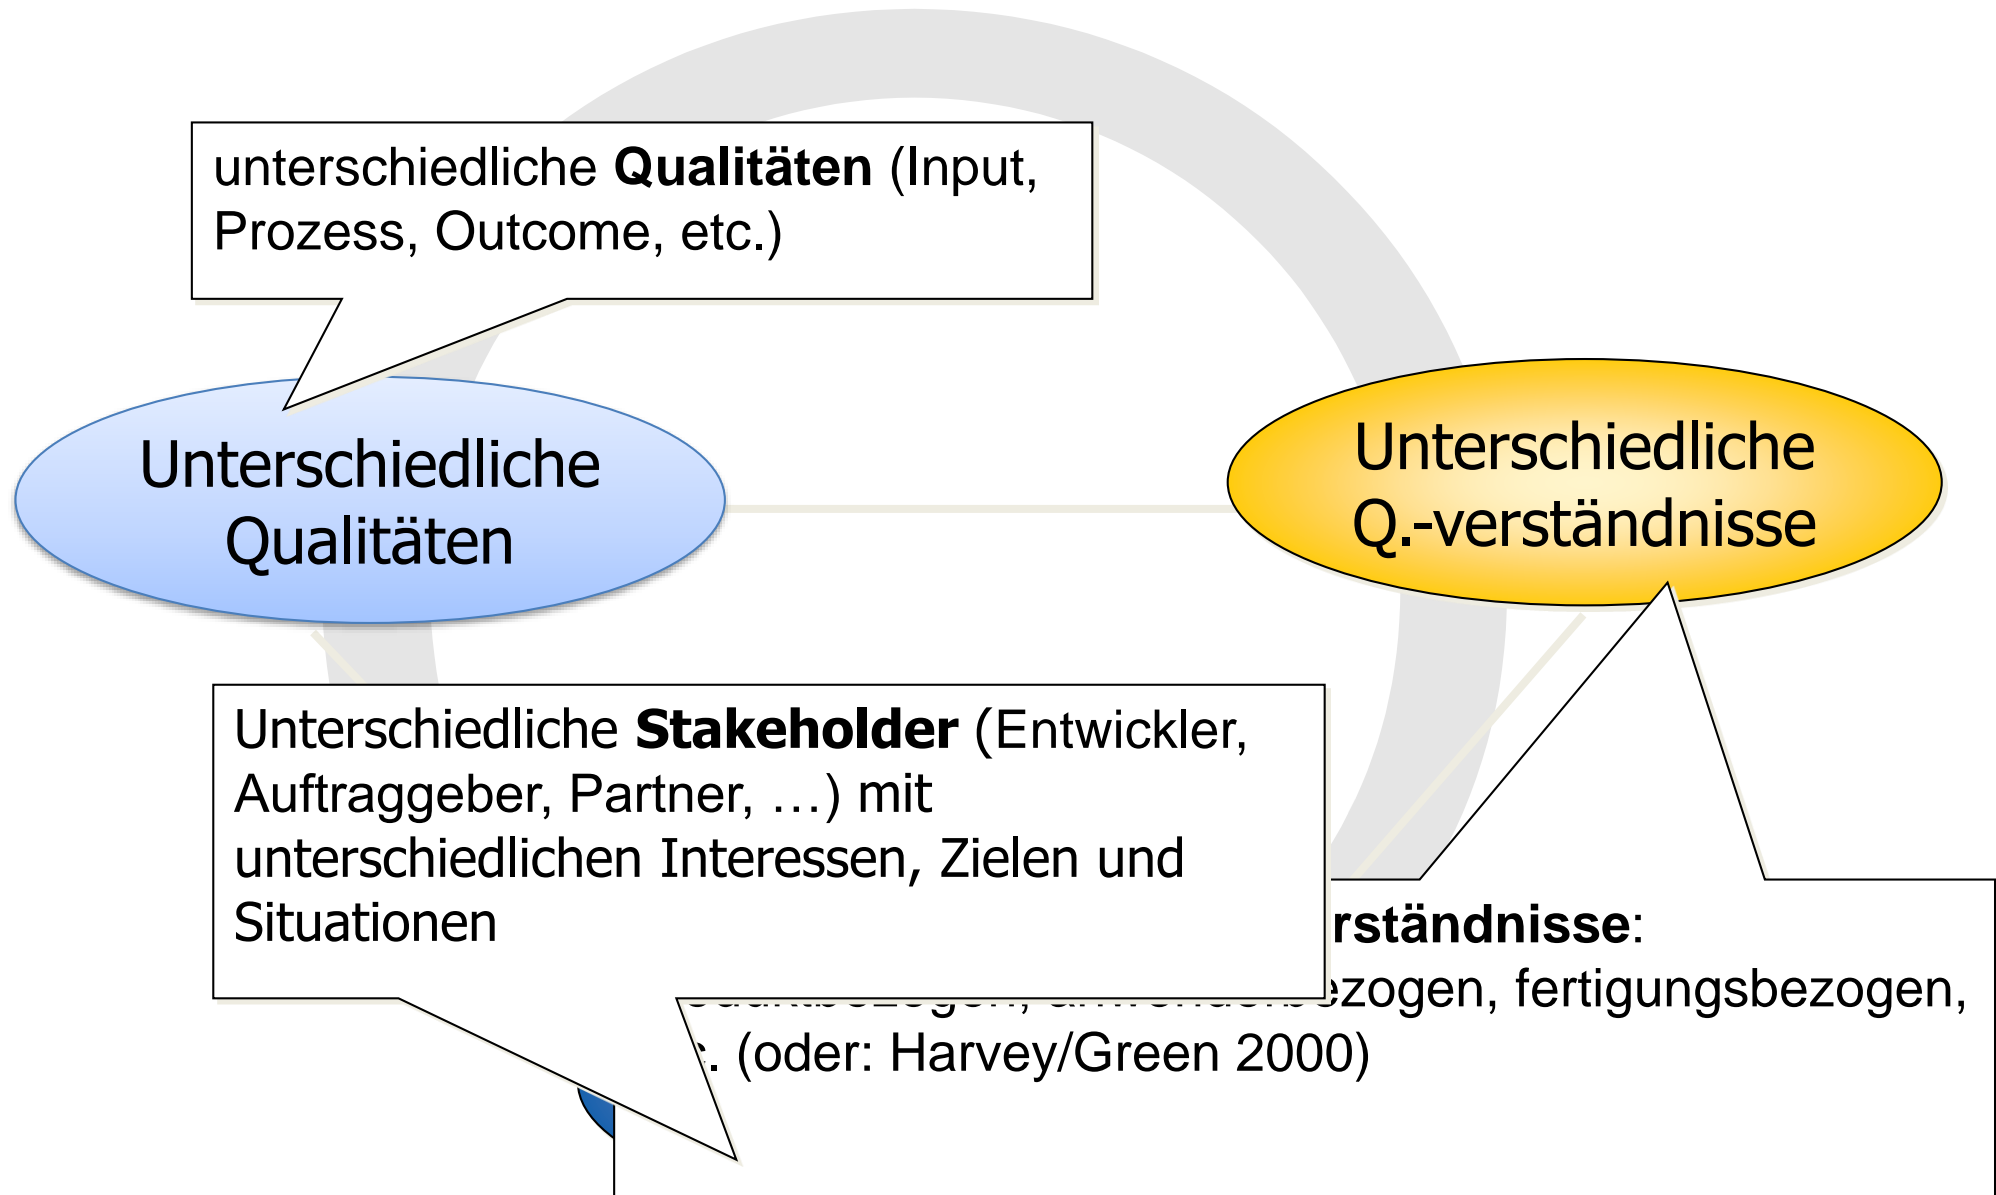 unterschiedliche Qualitäten (Input,
Prozess, Outcome, etc.)
Unterschiedliche
Qualitäten
Unterschiedliche
Q.-verständnisse
Unterschiedliche Stakeholder (Entwickler,
Auftraggeber, Partner, …) mit
unterschiedlichen Interessen, Zielen und
Situationen
rständnisse:
ezogen, fertigungsbezogen,
(oder: Harvey/Green 2000)